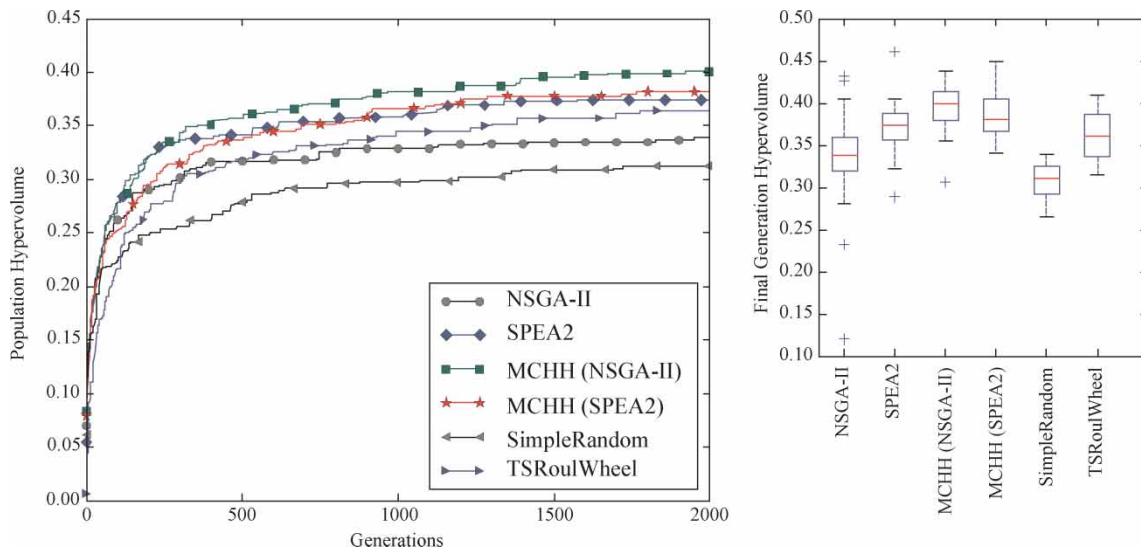 0.45
0.40
0.35
0.30
0.25
0.20
0.15
0.10
0.05
0.00
Population Hypervolume
0
500
1000
1500
2000
Generations
NSGA-II
SPEA2
MCHH (NSGA-II)
MCHH (SPEA2)
SimpleRandom
TSRoulWheel
0.50
0.45
0.40
0.35
0.30
0.25
0.20
0.15
0.10
Final Generation Hypervolume
NSGA-II
SPEA2
MCHH (NSGA-II)
MCHH (SPEA2)
SimpleRandom
TSRoulWheel